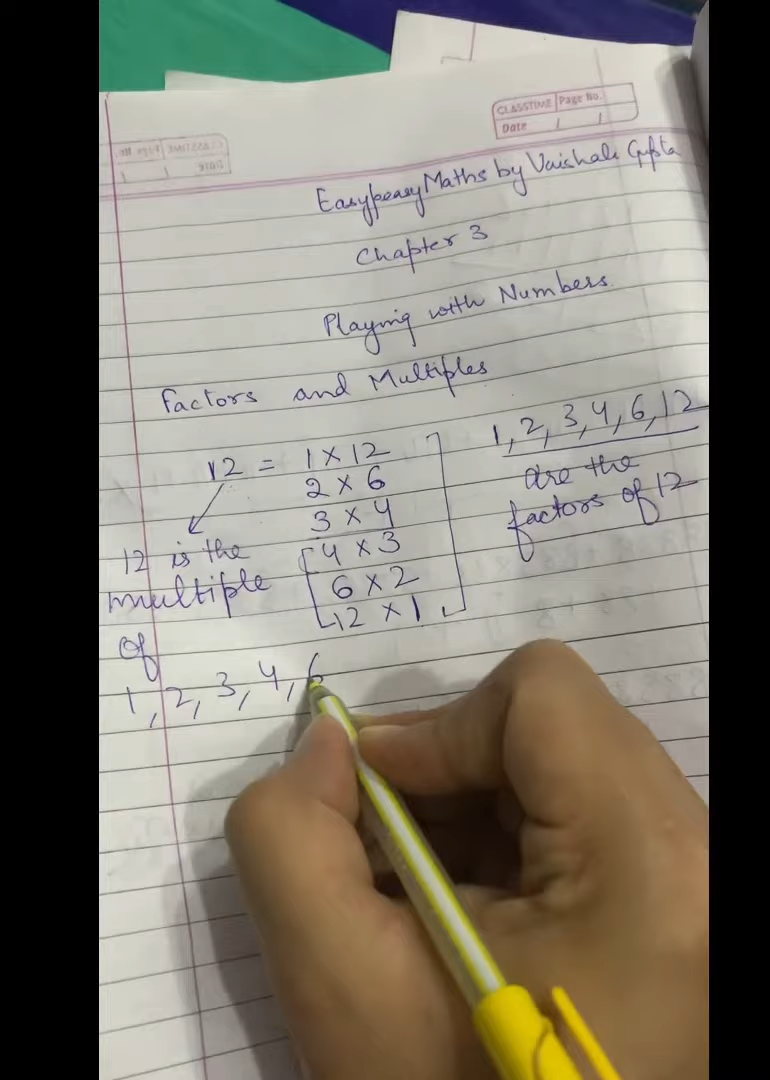 CLASSTIME Page No.
Date / /
Easypeasy Maths by Vaishali Gupta
Chapter 3
Playing with Numbers.
Factors and Multiples
12 = 1 × 12
2 × 6
3 × 4
4 × 3
6 × 2
12 × 1
1, 2, 3, 4, 6, 12
are the
factors of 12
12 is the
multiple
of
1, 2, 3, 4, 6